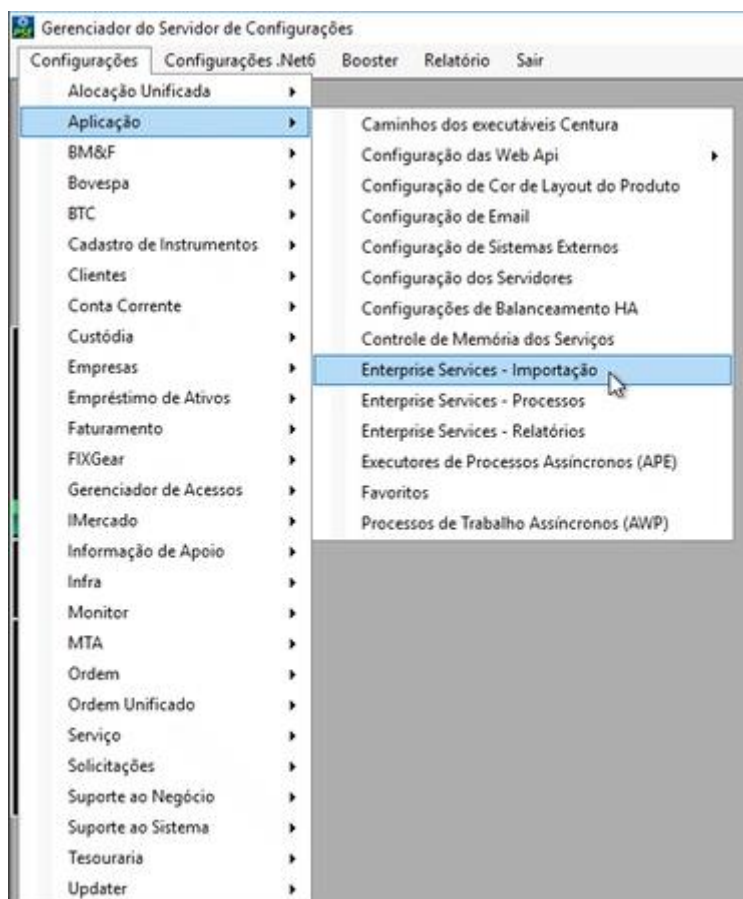 Gerenciador do Servidor de Configurações
Configurações Configurações .Net6 Booster Relatório Sair
Alocação Unificada
Aplicação
BM&F
Bovespa
BTC
Cadastro de Instrumentos
Clientes
Conta Corrente
Custódia
Empresas
Empréstimo de Ativos
Faturamento
FIXGear
Gerenciador de Acessos
IMercado
Informação de Apoio
Infra
Monitor
MTA
Ordem
Ordem Unificado
Serviço
Solicitações
Suporte ao Negócio
Suporte ao Sistema
Tesouraria
Updater
Caminhos dos executáveis Centura
Configuração das Web Api
Configuração de Cor de Layout do Produto
Configuração de Email
Configuração de Sistemas Externos
Configuração dos Servidores
Configurações de Balanceamento HA
Controle de Memória dos Serviços
Enterprise Services - Importação
Enterprise Services - Processos
Enterprise Services - Relatórios
Executores de Processos Assíncronos (APE)
Favoritos
Processos de Trabalho Assíncronos (AWP)